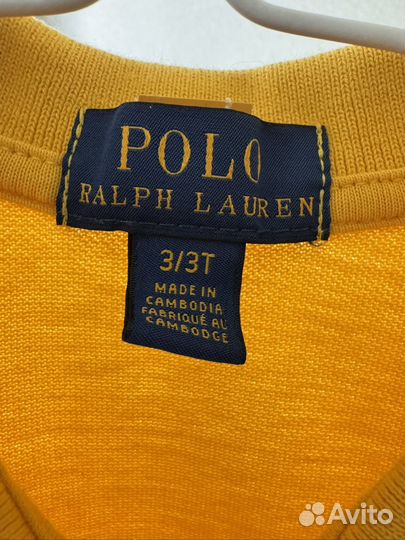 POLO
RALPH LAUREN
3/3T
MADE IN
CAMBODIA
FABRIQUÉ AU
CAMBODGE
Avito